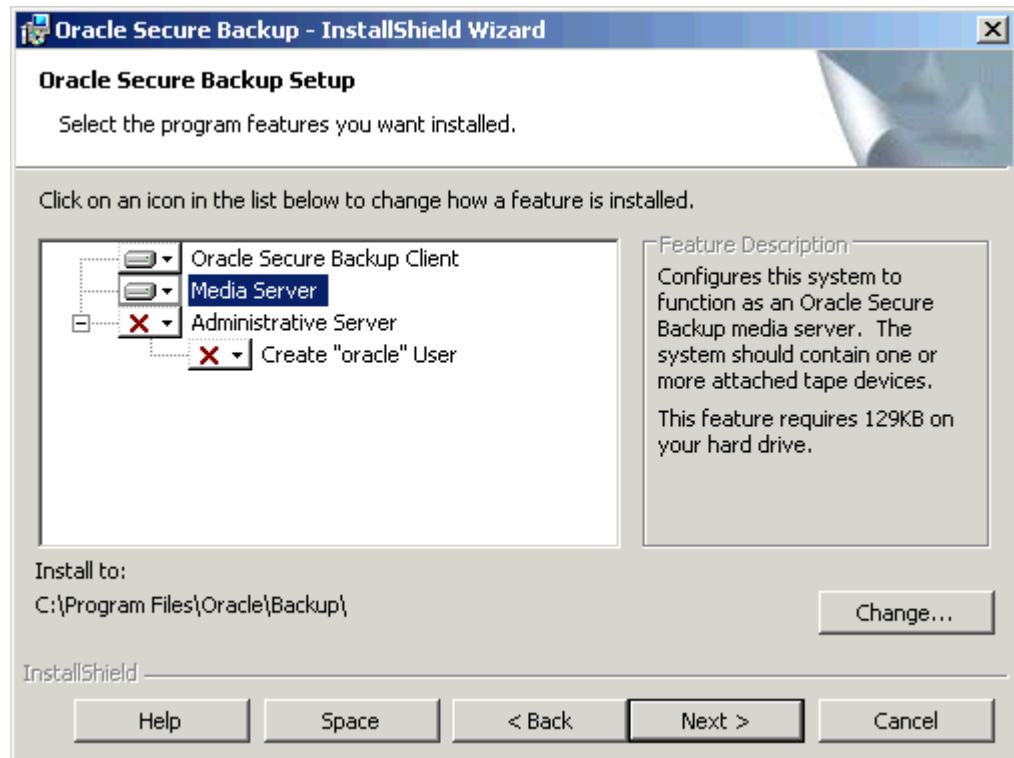 Oracle Secure Backup - InstallShield Wizard
Oracle Secure Backup Setup
Select the program features you want installed.
Click on an icon in the list below to change how a feature is installed.
Oracle Secure Backup Client
Media Server
Administrative Server
Create "oracle" User
Feature Description
Configures this system to
function as an Oracle Secure
Backup media server. The
system should contain one or
more attached tape devices.
This feature requires 129KB on
your hard drive.
Install to:
C:\Program Files\Oracle\Backup\
Change...
InstallShield
Help
Space
< Back
Next >
Cancel